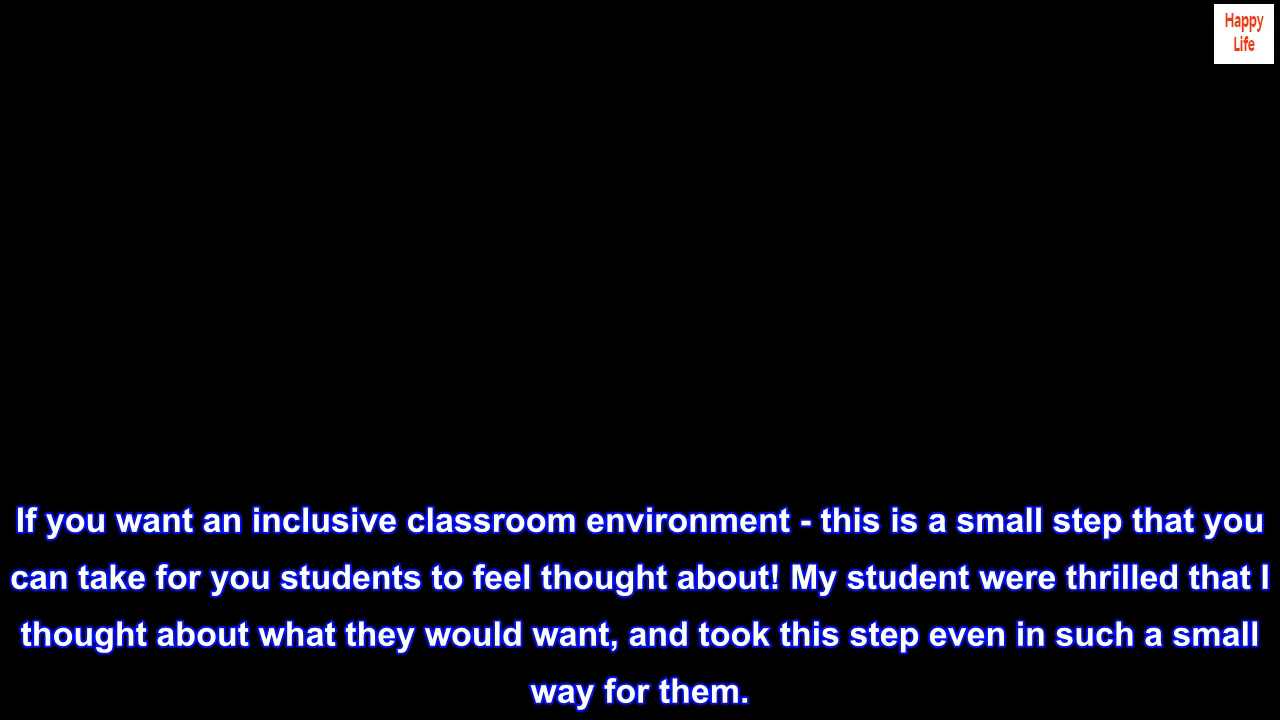 Happy
Life
If you want an inclusive classroom environment - this is a small step that you
can take for you students to feel thought about! My student were thrilled that I
thought about what they would want, and took this step even in such a small
way for them.